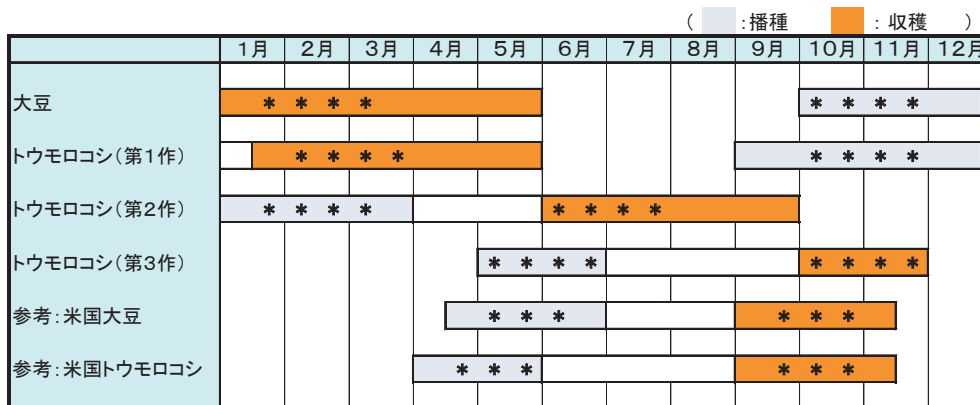 ( :播種 : 収穫 )
1月 2月 3月 4月 5月 6月 7月 8月 9月 10月 11月 12月
大豆 * * * * * * * *
トウモロコシ(第1作) * * * * * * * *
トウモロコシ(第2作) * * * * * * * *
トウモロコシ(第3作) * * * * * * * *
参考:米国大豆 * * * * * *
参考:米国トウモロコシ * * * * * *